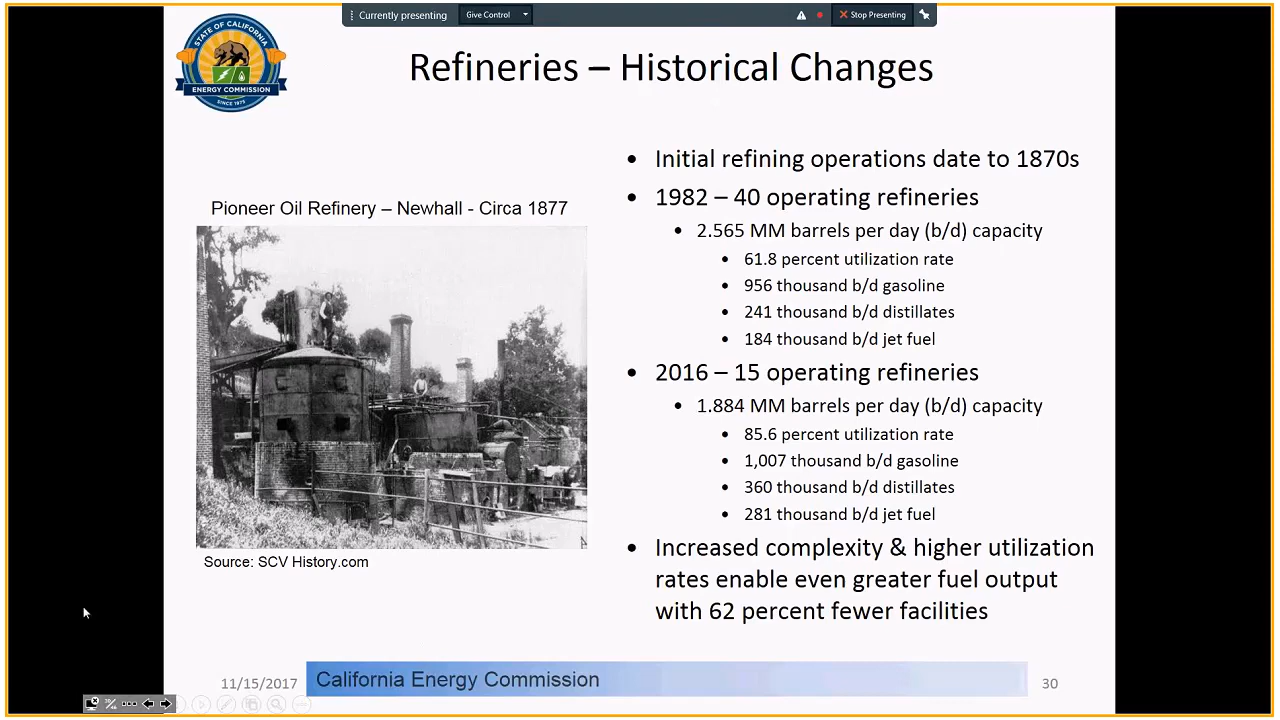 Currently presenting
Give Control
Stop Presenting
STATE OF CALIFORNIA
ENERGY COMMISSION
SINCE 1975
Refineries – Historical Changes
Pioneer Oil Refinery – Newhall - Circa 1877
Source: SCV History.com
• Initial refining operations date to 1870s
• 1982 – 40 operating refineries
• 2.565 MM barrels per day (b/d) capacity
• 61.8 percent utilization rate
• 956 thousand b/d gasoline
• 241 thousand b/d distillates
• 184 thousand b/d jet fuel
• 2016 – 15 operating refineries
• 1.884 MM barrels per day (b/d) capacity
• 85.6 percent utilization rate
• 1,007 thousand b/d gasoline
• 360 thousand b/d distillates
• 281 thousand b/d jet fuel
• Increased complexity & higher utilization
rates enable even greater fuel output
with 62 percent fewer facilities
11/15/2017
California Energy Commission
30